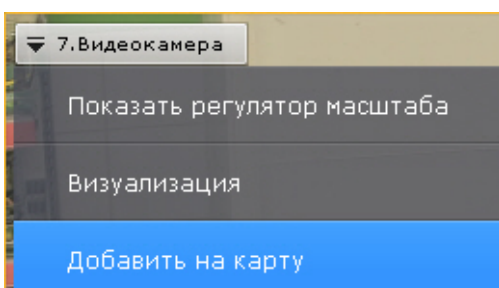 7.Видеокамера
Показать регулятор масштаба
Визуализация
Добавить на карту